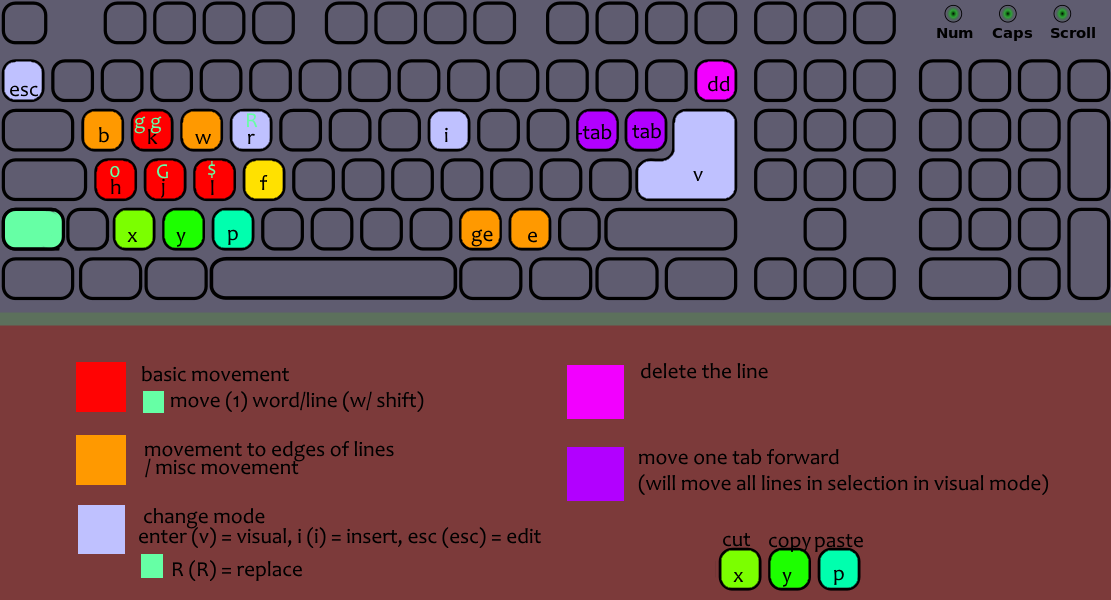 Num Caps Scroll
esc dd
b gg k w R r i -tab tab
o h G j $ l f v
x y p ge e
basic movement
move (1) word/line (w/ shift)
movement to edges of lines
/ misc movement
change mode
enter (v) = visual, i (i) = insert, esc (esc) = edit
R (R) = replace
delete the line
move one tab forward
(will move all lines in selection in visual mode)
cut copy paste
x y p